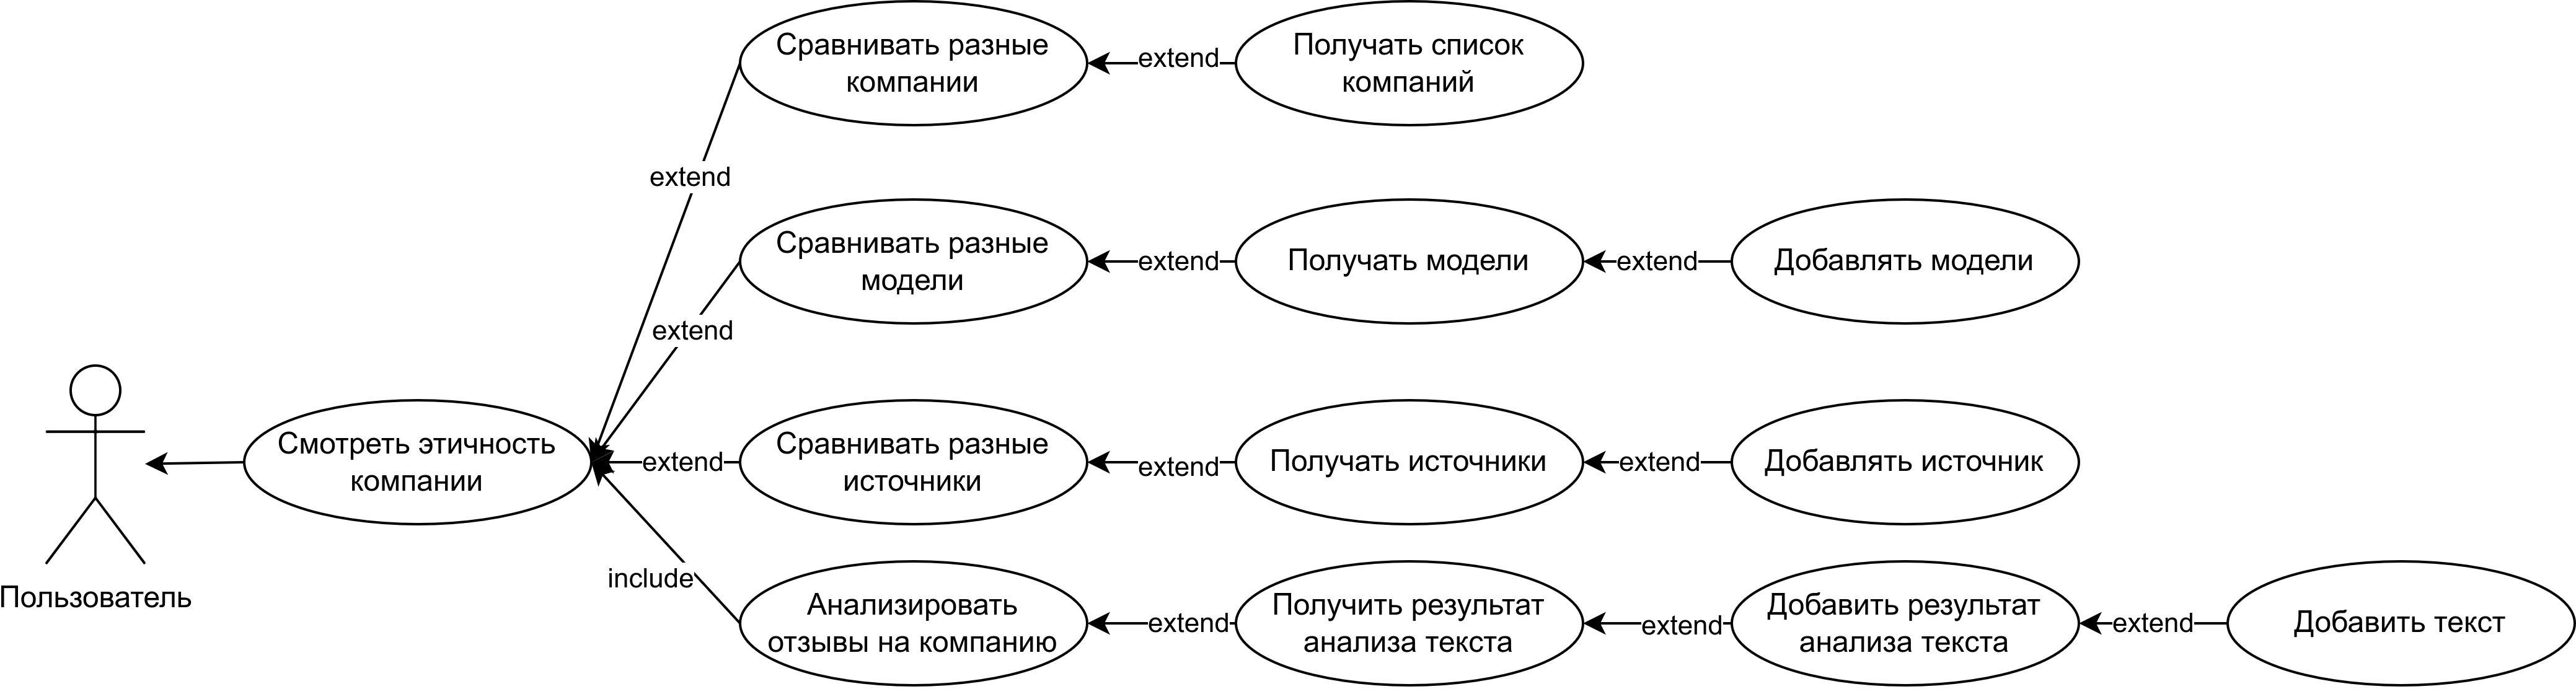 Сравнивать разные
компании
extend
Получать список
компаний
extend
Сравнивать разные
модели
extend
Получать модели
extend
Добавлять модели
extend
Смотреть этичность
компании
extend
Сравнивать разные
источники
extend
Получать источники
extend
Добавлять источник
include
Анализировать
отзывы на компанию
extend
Получить результат
анализа текста
extend
Добавить результат
анализа текста
extend
Добавить текст
Пользователь